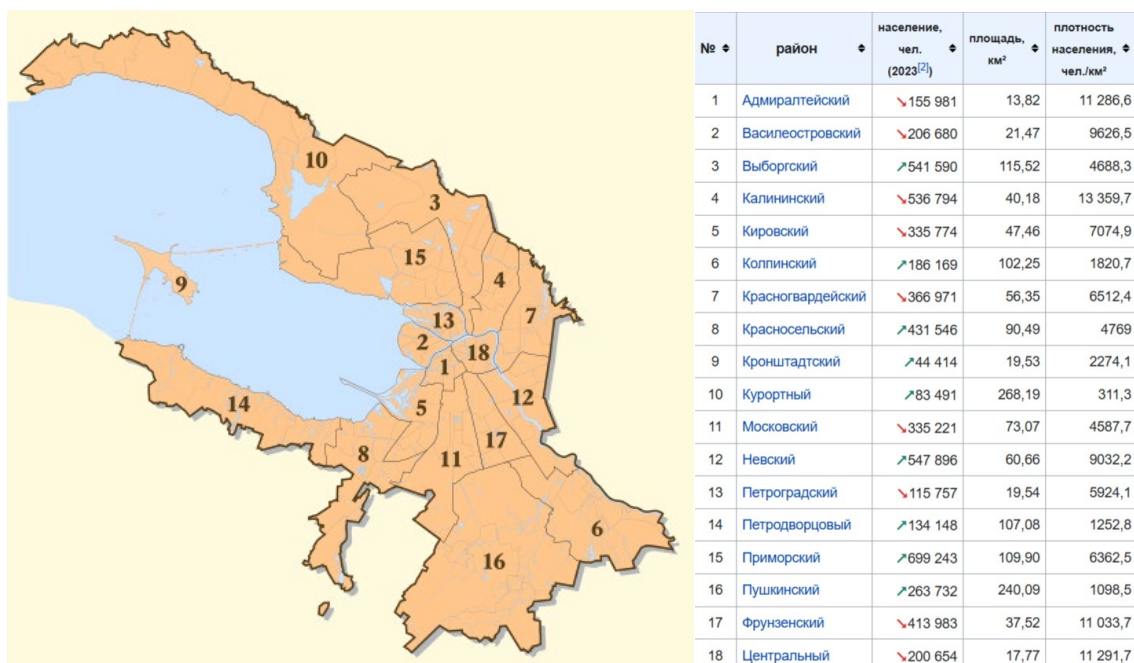 10
3
15
4
9
7
13
2
18
1
14
12
5
17
8
11
6
16
№ район население, чел. (2023[2]) площадь, км² плотность населения, чел./км²
1 Адмиралтейский ↘155 981 13,82 11 286,6
2 Василеостровский ↘206 680 21,47 9626,5
3 Выборгский ↗541 590 115,52 4688,3
4 Калининский ↘536 794 40,18 13 359,7
5 Кировский ↘335 774 47,46 7074,9
6 Колпинский ↗186 169 102,25 1820,7
7 Красногвардейский ↘366 971 56,35 6512,4
8 Красносельский ↗431 546 90,49 4769
9 Кронштадтский ↗44 414 19,53 2274,1
10 Курортный ↗83 491 268,19 311,3
11 Московский ↘335 221 73,07 4587,7
12 Невский ↗547 896 60,66 9032,2
13 Петроградский ↘115 757 19,54 5924,1
14 Петродворцовый ↗134 148 107,08 1252,8
15 Приморский ↗699 243 109,90 6362,5
16 Пушкинский ↗263 732 240,09 1098,5
17 Фрунзенский ↘413 983 37,52 11 033,7
18 Центральный ↘200 654 17,77 11 291,7